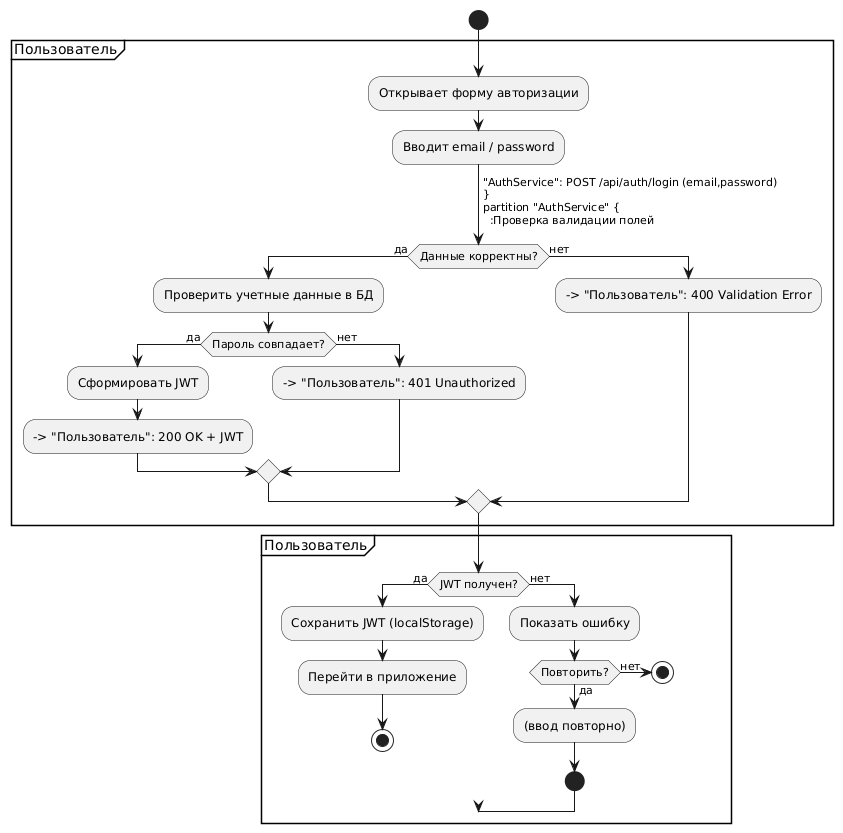 Пользователь
Открывает форму авторизации
Вводит email / password
"AuthService": POST /api/auth/login (email,password)
}
partition "AuthService" {
:Проверка валидации полей
Данные корректны?
да
нет
Проверить учетные данные в БД
-> "Пользователь": 400 Validation Error
Пароль совпадает?
да
нет
Сформировать JWT
-> "Пользователь": 401 Unauthorized
-> "Пользователь": 200 OK + JWT
Пользователь
JWT получен?
да
нет
Сохранить JWT (localStorage)
Показать ошибку
Перейти в приложение
Повторить?
нет
да
(ввод повторно)